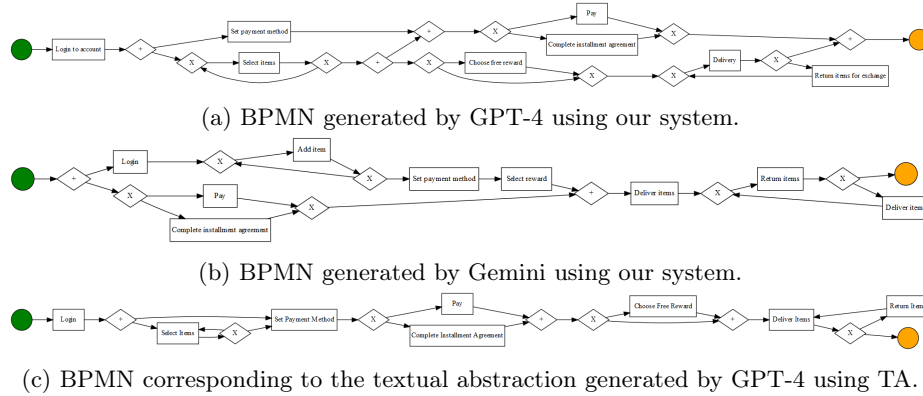 Login to account
+
Set payment method
X
Select items
X
+
+
X
Choose free reward
X
Pay
Complete installment agreement
X
X
X
Delivery
X
Return items for exchange
+
(a) BPMN generated by GPT-4 using our system.
+
Login
X
Add item
X
Set payment method
Select reward
X
Pay
Complete installment agreement
X
+
Deliver items
X
Return items
X
Deliver items
(b) BPMN generated by Gemini using our system.
Login
+
Select Items
X
Set Payment Method
X
Pay
Complete Installment Agreement
+
X
Choose Free Reward
+
Deliver Items
X
Return Items
(c) BPMN corresponding to the textual abstraction generated by GPT-4 using TA.